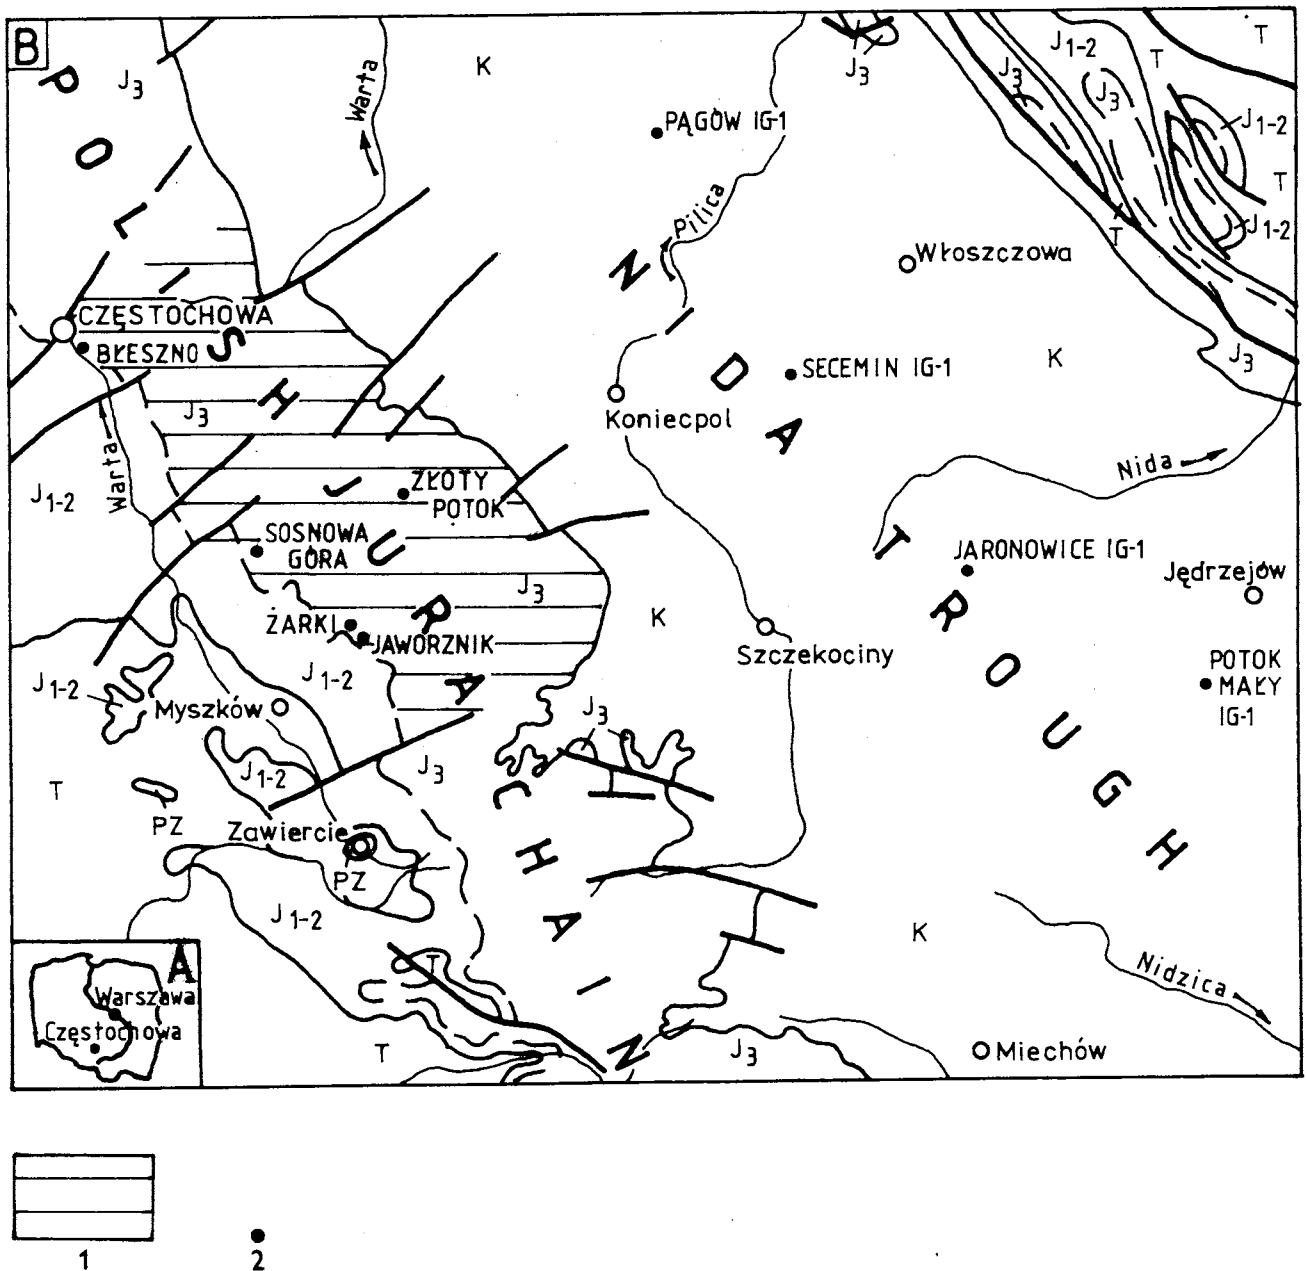 B
POLISH JURA CHAIN
NIDA TROUGH
J3
K
Warta
PĄGÓW IG-1
Pilica
J3
J3
J1-2
J3
T
T
J1-2
T
J1-2
T
Włoszczowa
CZĘSTOCHOWA
BŁESZNO
J3
SECEMIN IG-1
K
J3
Koniecpol
Nida
J1-2
Warta
ZŁOTY
POTOK
SOSNOWA
GÓRA
J3
JARONOWICE IG-1
Jędrzejów
ŻARKI
JAWORZNIK
K
Szczekociny
POTOK
MAŁY
IG-1
J1-2
J1-2
Myszków
J3
J1-2
J3
T
PZ
Zawiercie
PZ
J1-2
K
Nidzica
T
T
J3
Miechów
A
Warszawa
Częstochowa
1
2